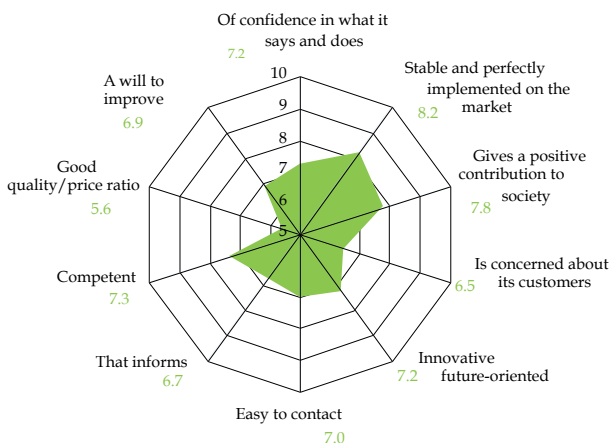 Of confidence in what it
says and does
7.2
Stable and perfectly
implemented on the
market
8.2
Gives a positive
contribution to
society
7.8
Is concerned about
its customers
6.5
Innovative
future-oriented
7.2
Easy to contact
7.0
That informs
6.7
Competent
7.3
Good
quality/price ratio
5.6
A will to
improve
6.9
10
9
8
7
6
5